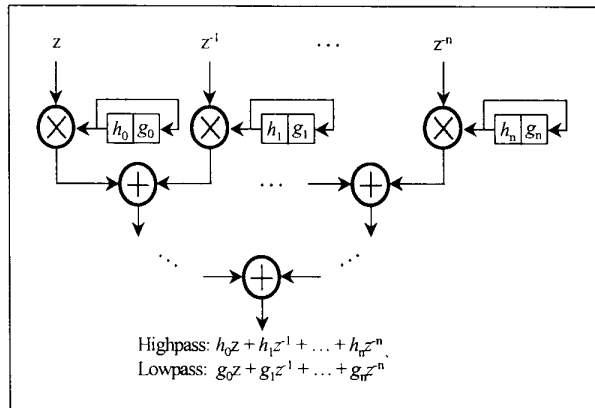 z z⁻¹ ... z⁻ⁿ
h₀ g₀ h₁ g₁ hₙ gₙ
...
... ...
Highpass: h₀z + h₁z⁻¹ + ... + hₙz⁻ⁿ,
Lowpass: g₀z + g₁z⁻¹ + ... + gₙz⁻ⁿ